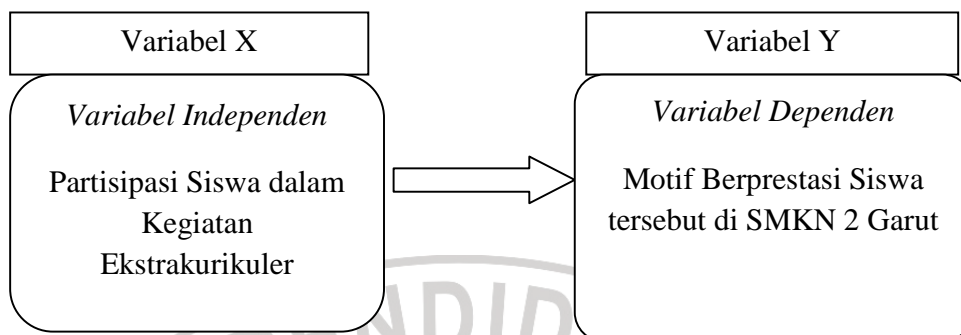 Variabel X
Variabel Independen
Partisipasi Siswa dalam
Kegiatan
Ekstrakurikuler
Variabel Y
Variabel Dependen
Motif Berprestasi Siswa
tersebut di SMKN 2 Garut